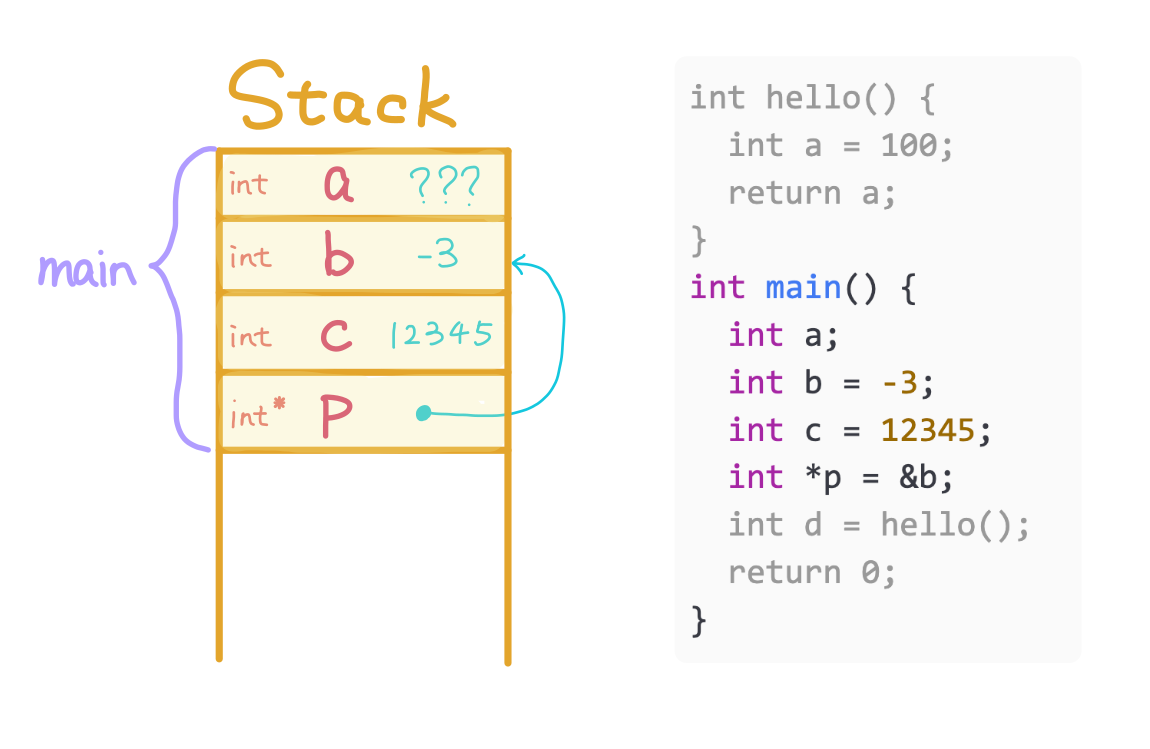 Stack
main
int a ???
int b -3
int c 12345
int* p
int hello() {
  int a = 100;
  return a;
}
int main() {
  int a;
  int b = -3;
  int c = 12345;
  int *p = &b;
  int d = hello();
  return 0;
}